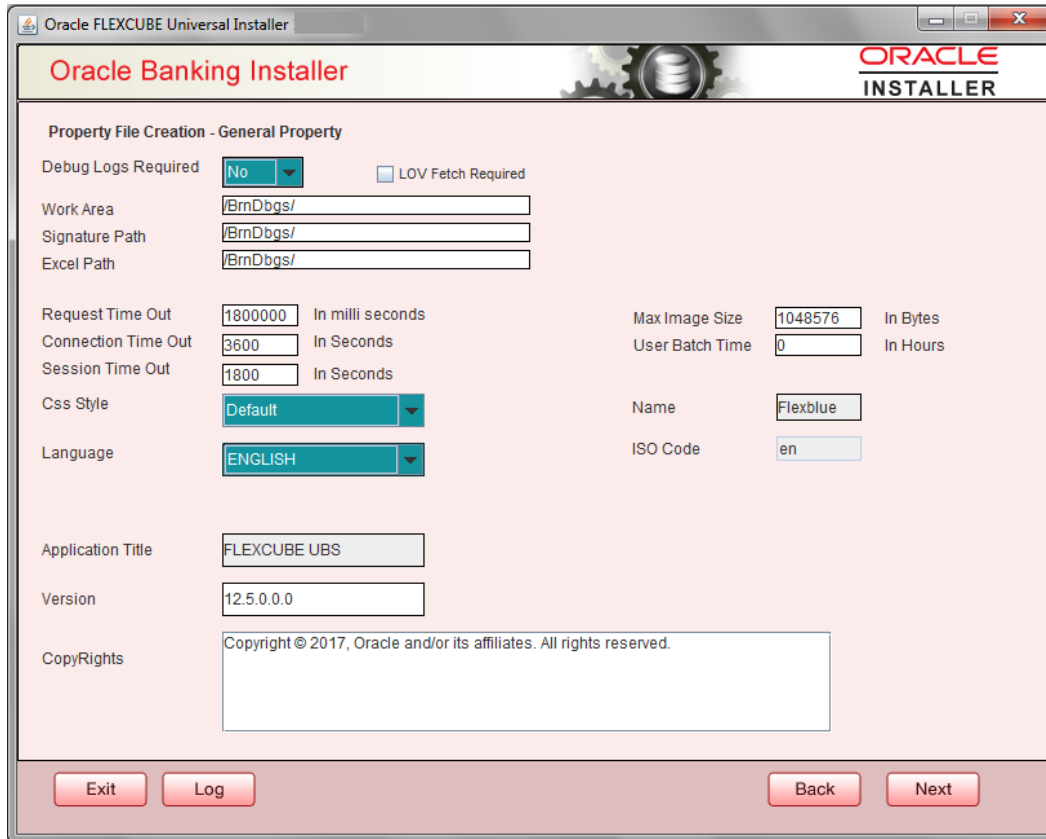 Oracle FLEXCUBE Universal Installer
Oracle Banking Installer
ORACLE
INSTALLER
Property File Creation - General Property
Debug Logs Required No LOV Fetch Required
Work Area /BrnDbgs/
Signature Path /BrnDbgs/
Excel Path /BrnDbgs/
Request Time Out 1800000 In milli seconds Max Image Size 1048576 In Bytes
Connection Time Out 3600 In Seconds User Batch Time 0 In Hours
Session Time Out 1800 In Seconds
Css Style Default Name Flexblue
Language ENGLISH ISO Code en
Application Title FLEXCUBE UBS
Version 12.5.0.0.0
CopyRights Copyright © 2017, Oracle and/or its affiliates. All rights reserved.
Exit Log Back Next